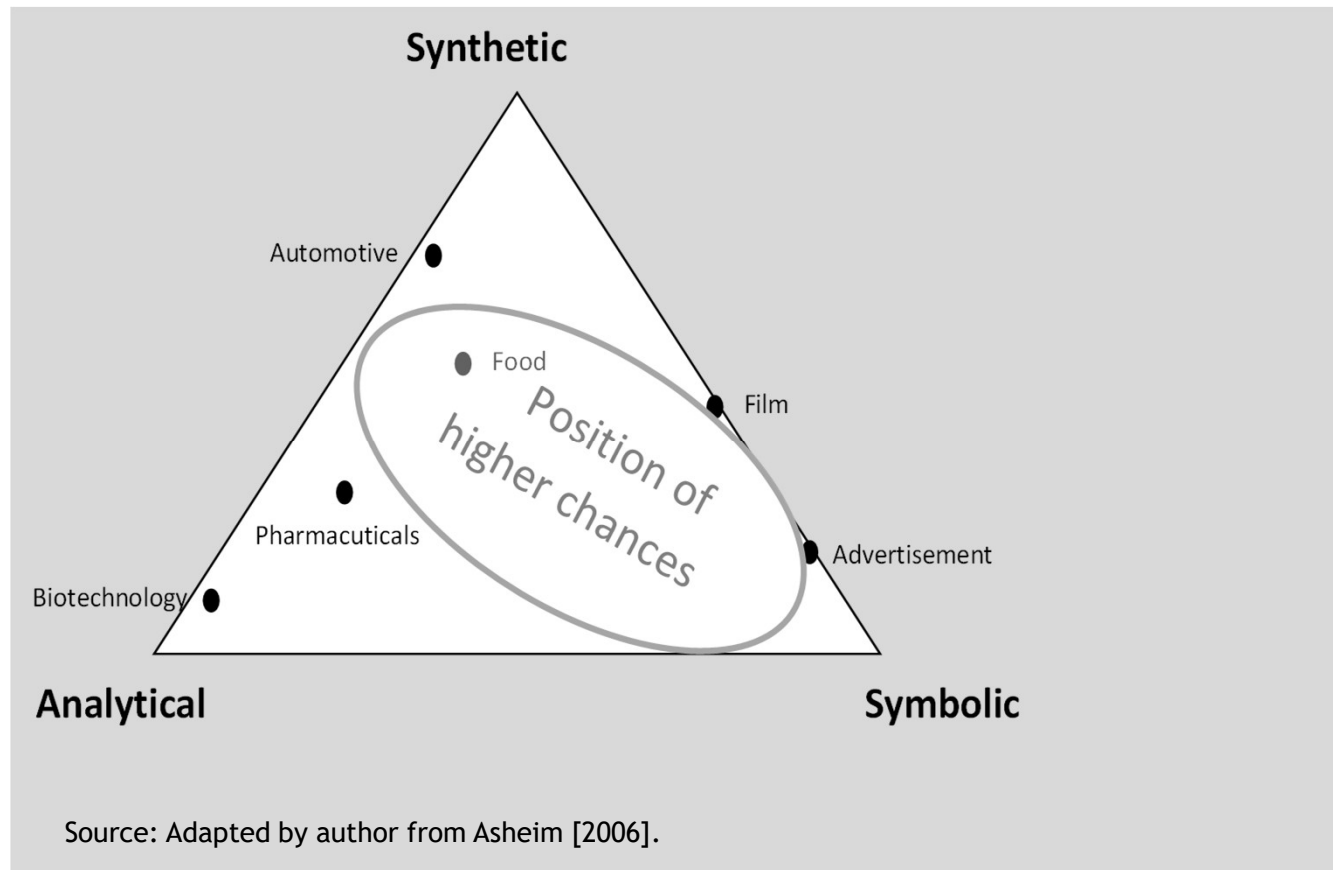 Synthetic
Automotive
Food
Position of
higher chances
Film
Pharmacuticals
Advertisement
Biotechnology
Analytical
Symbolic
Source: Adapted by author from Asheim [2006].